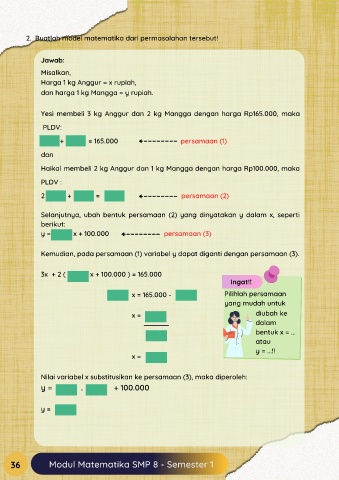 2. Buatlah model matematika dari permasalahan tersebut!
Jawab:
Misalkan,
Harga 1 kg Anggur = x rupiah,
dan harga 1 kg Mangga = y rupiah.
Yesi membeli 3 kg Anggur dan 2 kg Mangga dengan harga Rp165.000, maka
PLDV:
+ = 165.000 persamaan (1)
dan
Haikal membeli 2 kg Anggur dan 1 kg Mangga dengan harga Rp100.000, maka
PLDV :
2 + = persamaan (2)
Selanjutnya, ubah bentuk persamaan (2) yang dinyatakan y dalam x, seperti
berikut:
y = x + 100.000 persamaan (3)
Kemudian, pada persamaan (1) variabel y dapat diganti dengan persamaan (3).
3x + 2 ( x + 100.000 ) = 165.000
x = 165.000 -
x =
x =
Ingat!!
Pilihlah persamaan
yang mudah untuk
diubah ke
dalam
bentuk x = ...
atau
y = ...!!
Nilai variabel x substitusikan ke persamaan (3), maka diperoleh:
y = - + 100.000
y =
36 Modul Matematika SMP 8 - Semester 1